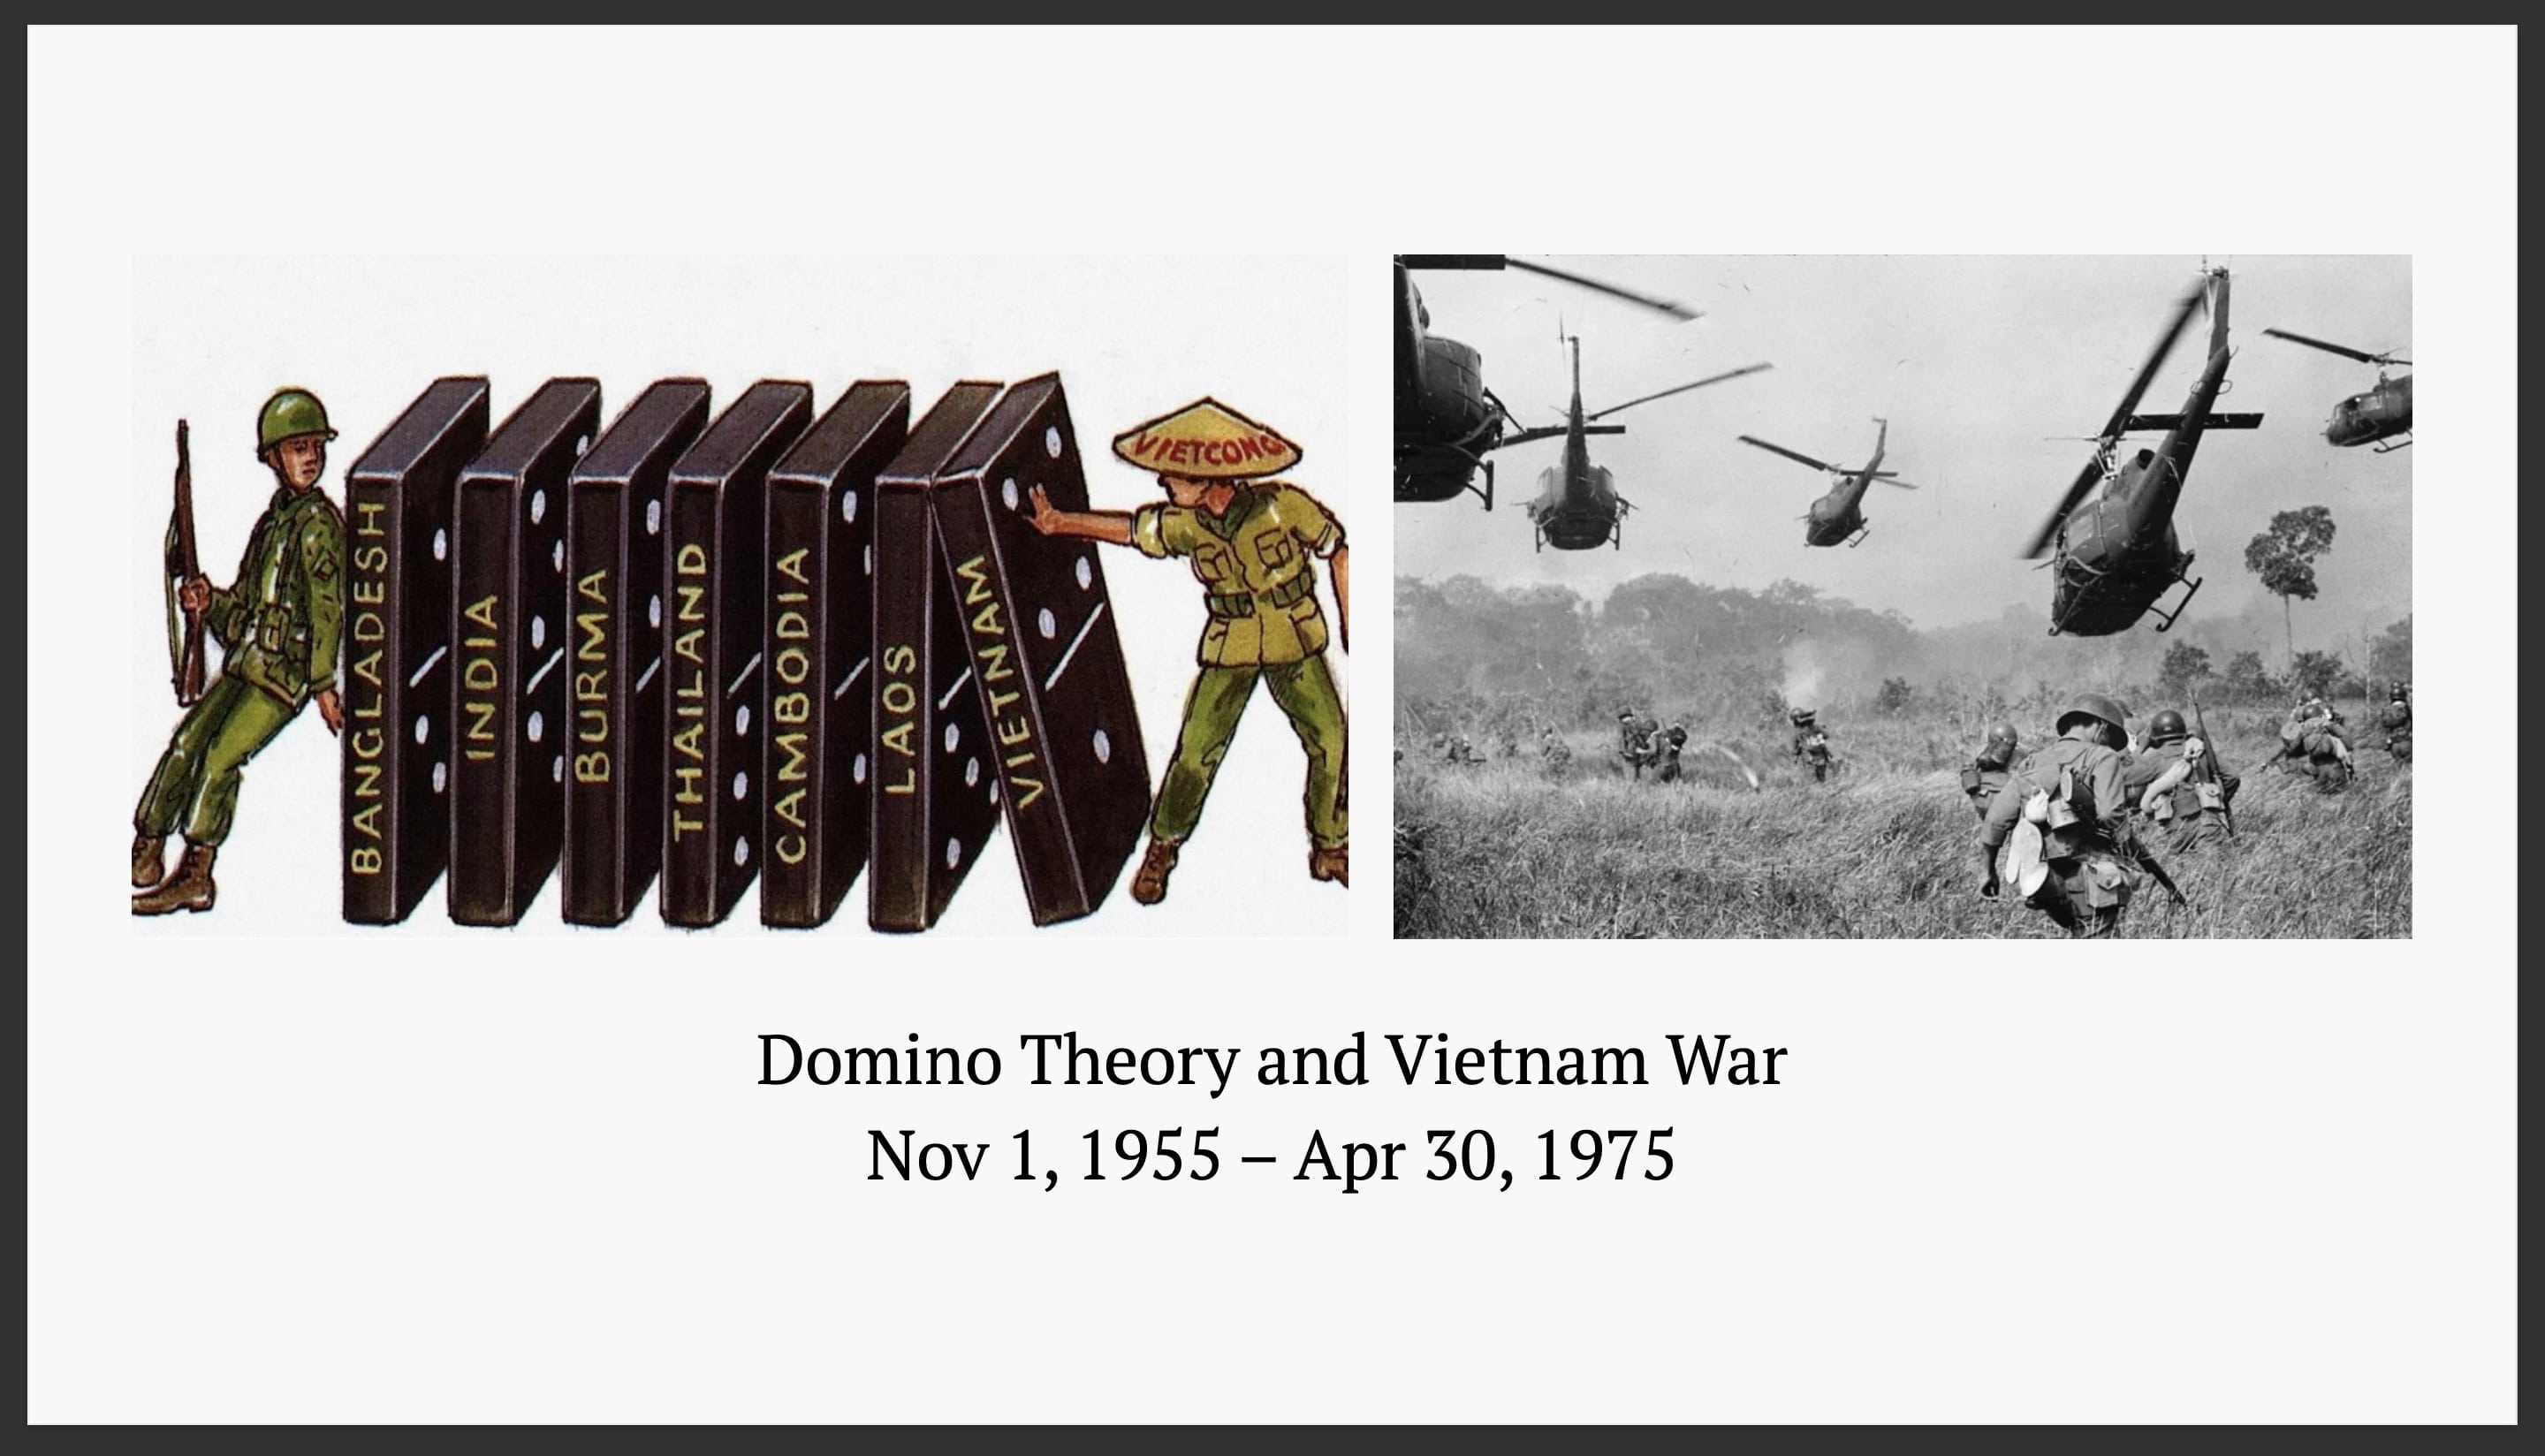 BANGLADESH
INDIA
BURMA
THAILAND
CAMBODIA
LAOS
VIETNAM
VIETCONG
Domino Theory and Vietnam War
Nov 1, 1955 – Apr 30, 1975